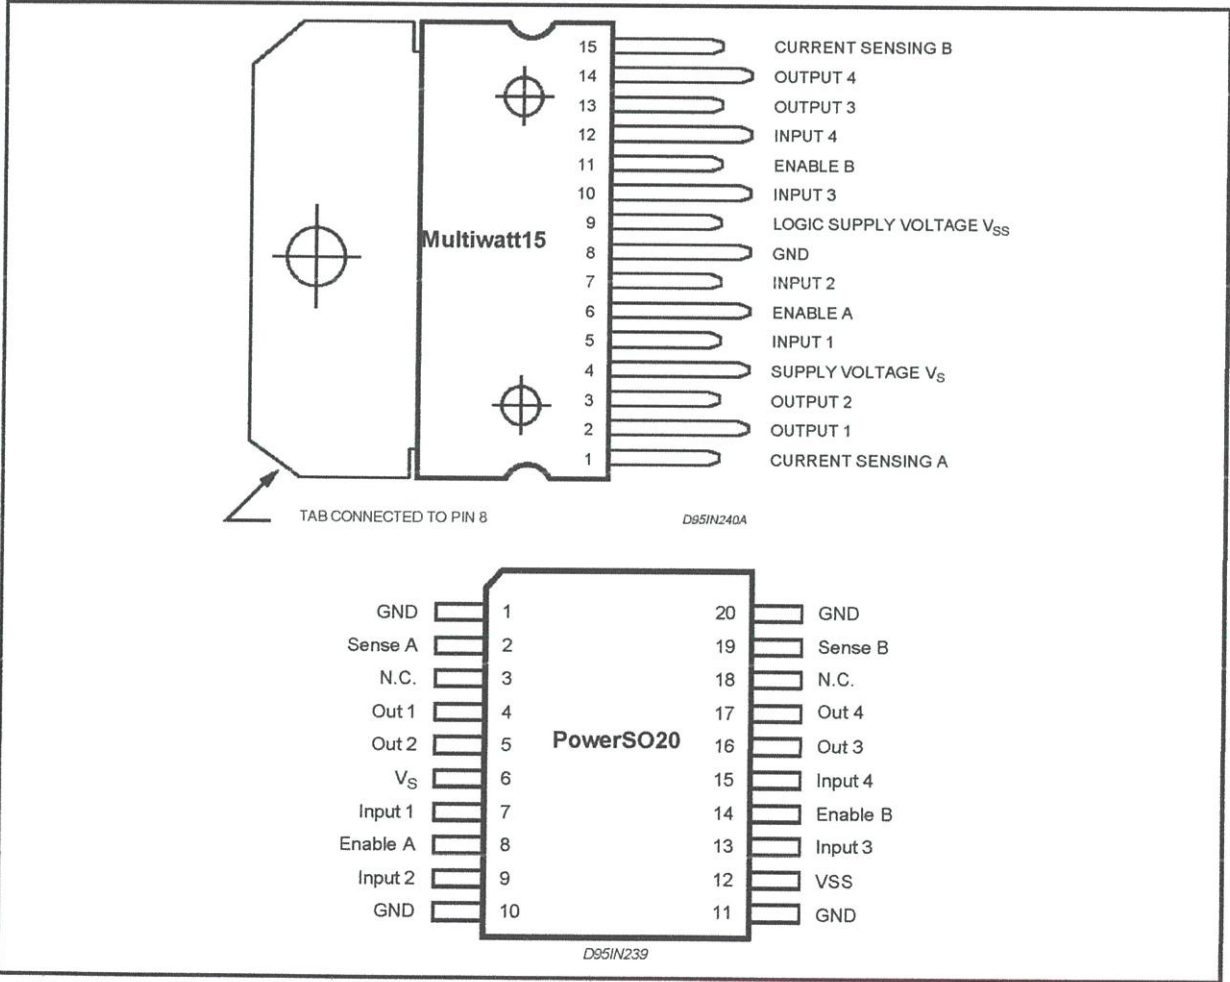 15 CURRENT SENSING B
14 OUTPUT 4
13 OUTPUT 3
12 INPUT 4
11 ENABLE B
10 INPUT 3
9 LOGIC SUPPLY VOLTAGE VSS
Multiwatt15
8 GND
7 INPUT 2
6 ENABLE A
5 INPUT 1
4 SUPPLY VOLTAGE VS
3 OUTPUT 2
2 OUTPUT 1
1 CURRENT SENSING A
TAB CONNECTED TO PIN 8
D95IN240A
GND 1 20 GND
Sense A 2 19 Sense B
N.C. 3 18 N.C.
Out 1 4 17 Out 4
PowerSO20
Out 2 5 16 Out 3
VS 6 15 Input 4
Input 1 7 14 Enable B
Enable A 8 13 Input 3
Input 2 9 12 VSS
GND 10 11 GND
D95IN239